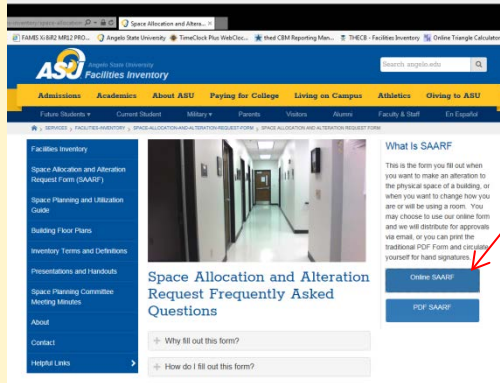 Space Allocation and Altera...
FAMIS Xi BiR2 MR12 PRO...
Angelo State University
TimeClock Plus WebCloc...
thed CBM Reporting Man...
THECB - Facilities Inventory
Online Triangle Calculator
ASU
Angelo State University
Facilities Inventory
Search angelo.edu
Admissions
Academics
About ASU
Paying for College
Living on Campus
Athletics
Giving to ASU
Future Students
Current Student
Military
Parents
Visitors
Alumni
Faculty & Staff
En Español
SERVICES
FACILITIES-INVENTORY
SPACE-ALLOCATION-AND-ALTERATION-REQUEST-FORM
SPACE ALLOCATION AND ALTERATION REQUEST FORM
Facilities Inventory
Space Allocation and Alteration
Request Form (SAARF)
Space Planning and Utilization
Guide
Building Floor Plans
Inventory Terms and Definitions
Presentations and Handouts
Space Planning Committee
Meeting Minutes
About
Contact
Helpful Links
Space Allocation and Alteration
Request Frequently Asked
Questions
Why fill out this form?
How do I fill out this form?
What Is SAARF
This is the form you fill out when
you want to make an alteration to
the physical space of a building, or
when you want to change how you
are or will be using a room. You
may choose to use our online form
and we will distribute for approvals
via email, or you can print the
traditional PDF Form and circulate
yourself for hand signatures.
Online SAARF
PDF SAARF